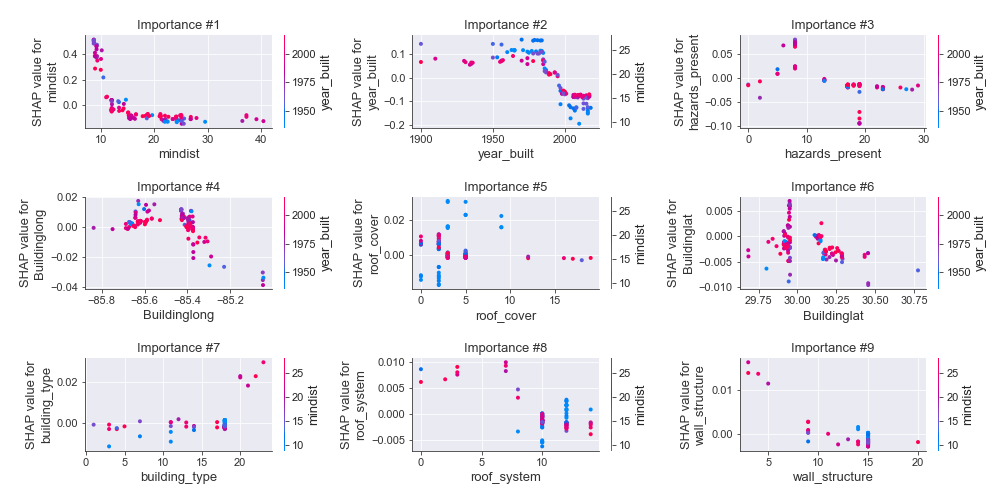 Importance #1
SHAP value for
mindist
0.4
0.2
0.0
10
20
30
40
mindist
2000
1975
1950
year_built
Importance #2
SHAP value for
year_built
0.1
0.0
−0.1
−0.2
1900
1950
2000
year_built
25
20
15
10
mindist
Importance #3
SHAP value for
hazards_present
0.05
0.00
−0.05
−0.10
0
10
20
30
hazards_present
2000
1975
1950
year_built
Importance #4
SHAP value for
Buildinglong
0.02
0.00
−0.02
−0.04
−85.8
−85.6
−85.4
−85.2
Buildinglong
2000
1975
1950
year_built
Importance #5
SHAP value for
roof_cover
0.02
0.00
0
5
10
15
roof_cover
25
20
15
10
mindist
Importance #6
SHAP value for
Buildinglat
0.005
0.000
−0.005
−0.010
29.75
30.00
30.25
30.50
30.75
Buildinglat
2000
1975
1950
year_built
Importance #7
SHAP value for
building_type
0.02
0.00
0
5
10
15
20
building_type
25
20
15
10
mindist
Importance #8
SHAP value for
roof_system
0.010
0.005
0.000
−0.005
0
5
10
roof_system
25
20
15
10
mindist
Importance #9
SHAP value for
wall_structure
0.01
0.00
5
10
15
20
wall_structure
25
20
15
10
mindist